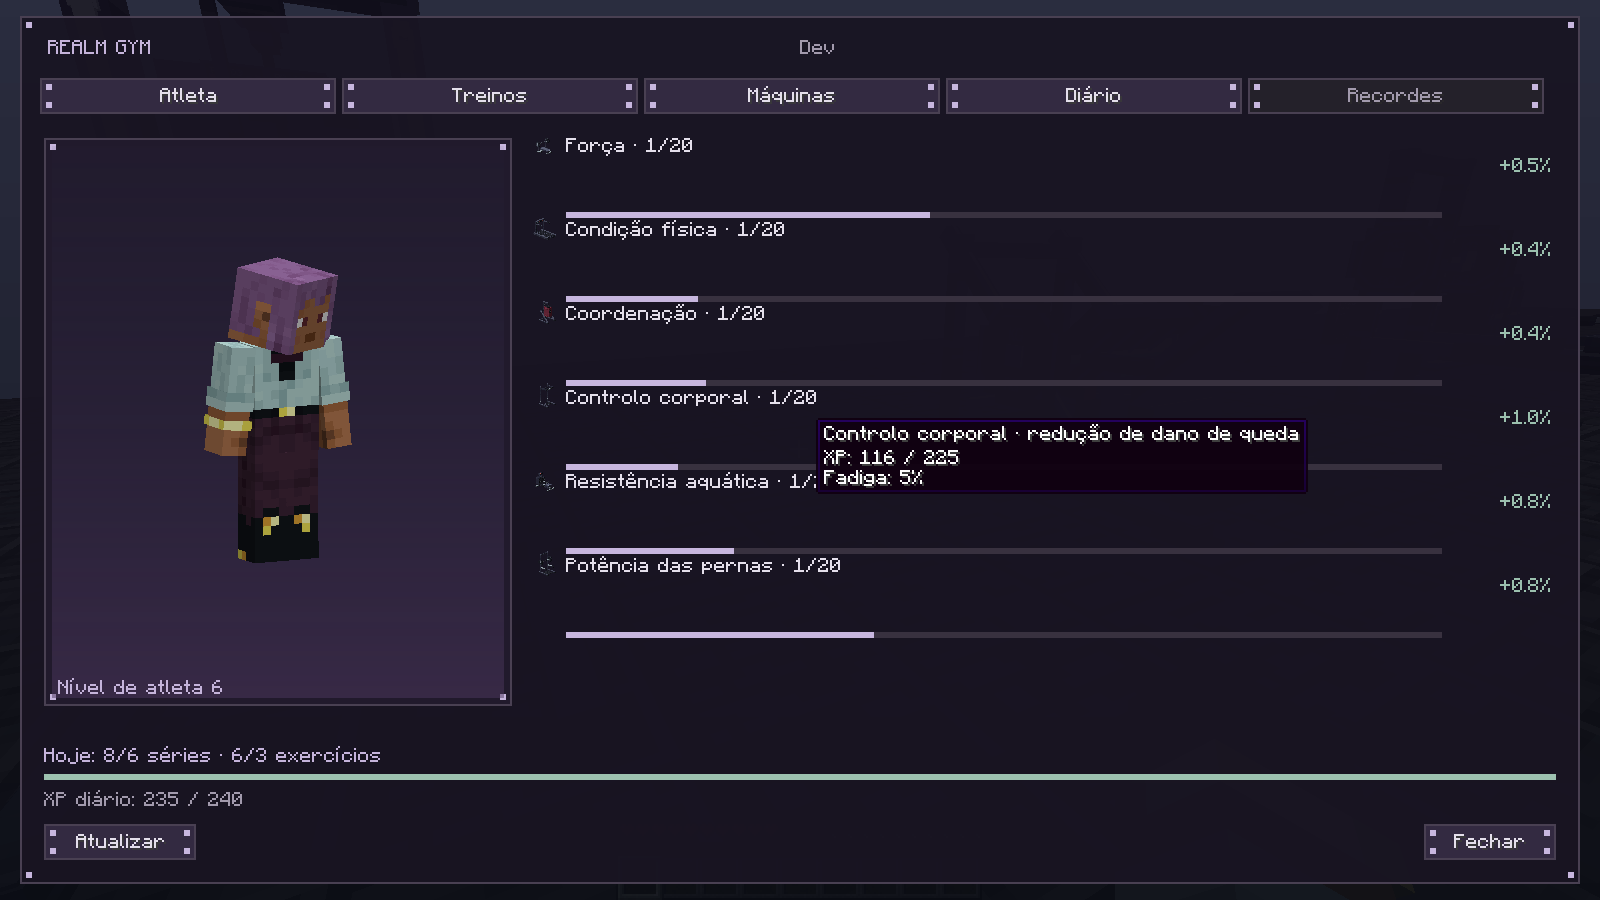 REALM GYM
Dev
Atleta
Treinos
Máquinas
Diário
Recordes
Força · 1/20
+0.5%
Condição física · 1/20
+0.4%
Coordenação · 1/20
+0.4%
Controlo corporal · 1/20
+1.0%
Controlo corporal · redução de dano de queda
XP: 116 / 225
Fadiga: 5%
Resistência aquática · 1/
+0.8%
Potência das pernas · 1/20
+0.8%
Nível de atleta 6
Hoje: 8/6 séries · 6/3 exercícios
XP diário: 235 / 240
Atualizar
Fechar